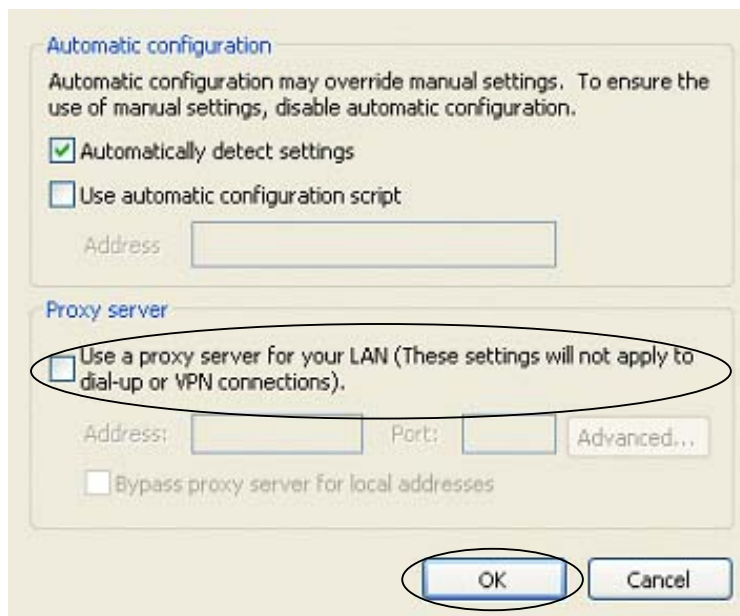 Automatic configuration
Automatic configuration may override manual settings. To ensure the
use of manual settings, disable automatic configuration.
Automatically detect settings
Use automatic configuration script
Address
Proxy server
Use a proxy server for your LAN (These settings will not apply to
dial-up or VPN connections).
Address: Port: Advanced...
Bypass proxy server for local addresses
OK Cancel